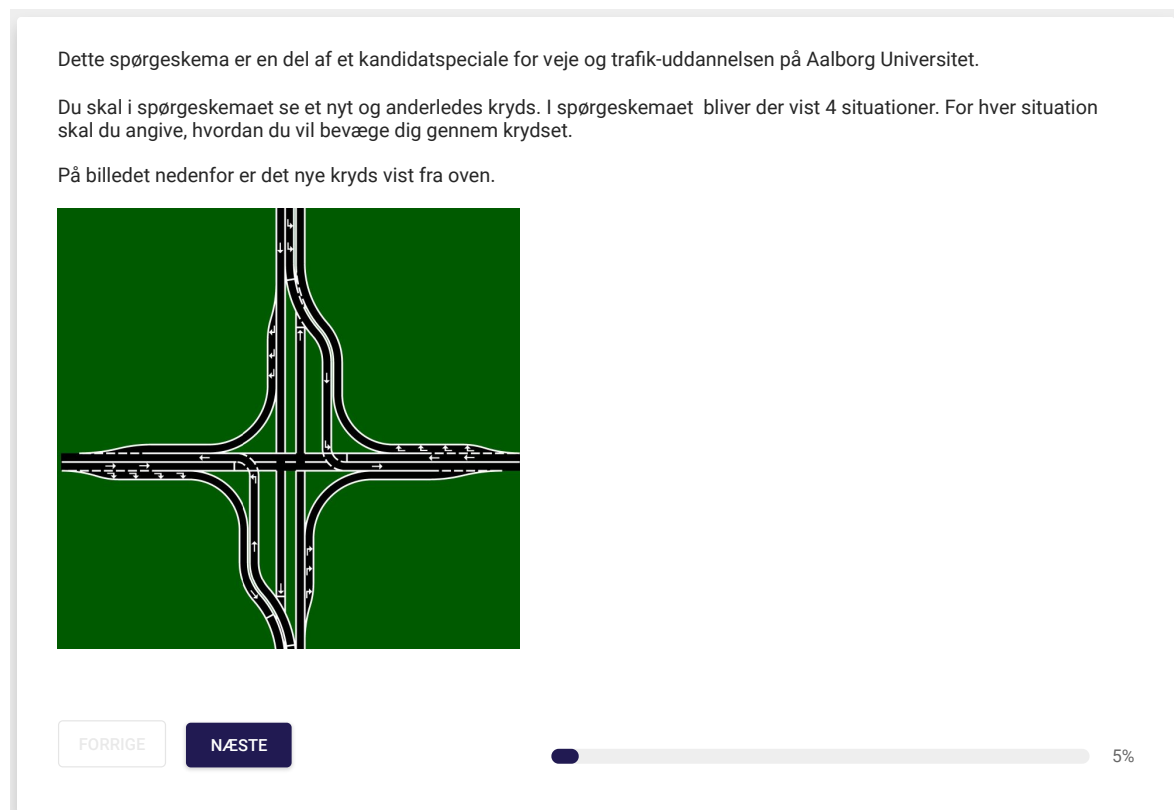 Dette spørgeskema er en del af et kandidatspeciale for veje og trafik-uddannelsen på Aalborg Universitet.
Du skal i spørgeskemaet se et nyt og anderledes kryds. I spørgeskemaet  bliver der vist 4 situationer. For hver situation
skal du angive, hvordan du vil bevæge dig gennem krydset.
På billedet nedenfor er det nye kryds vist fra oven.
FORRIGE
NÆSTE
5%